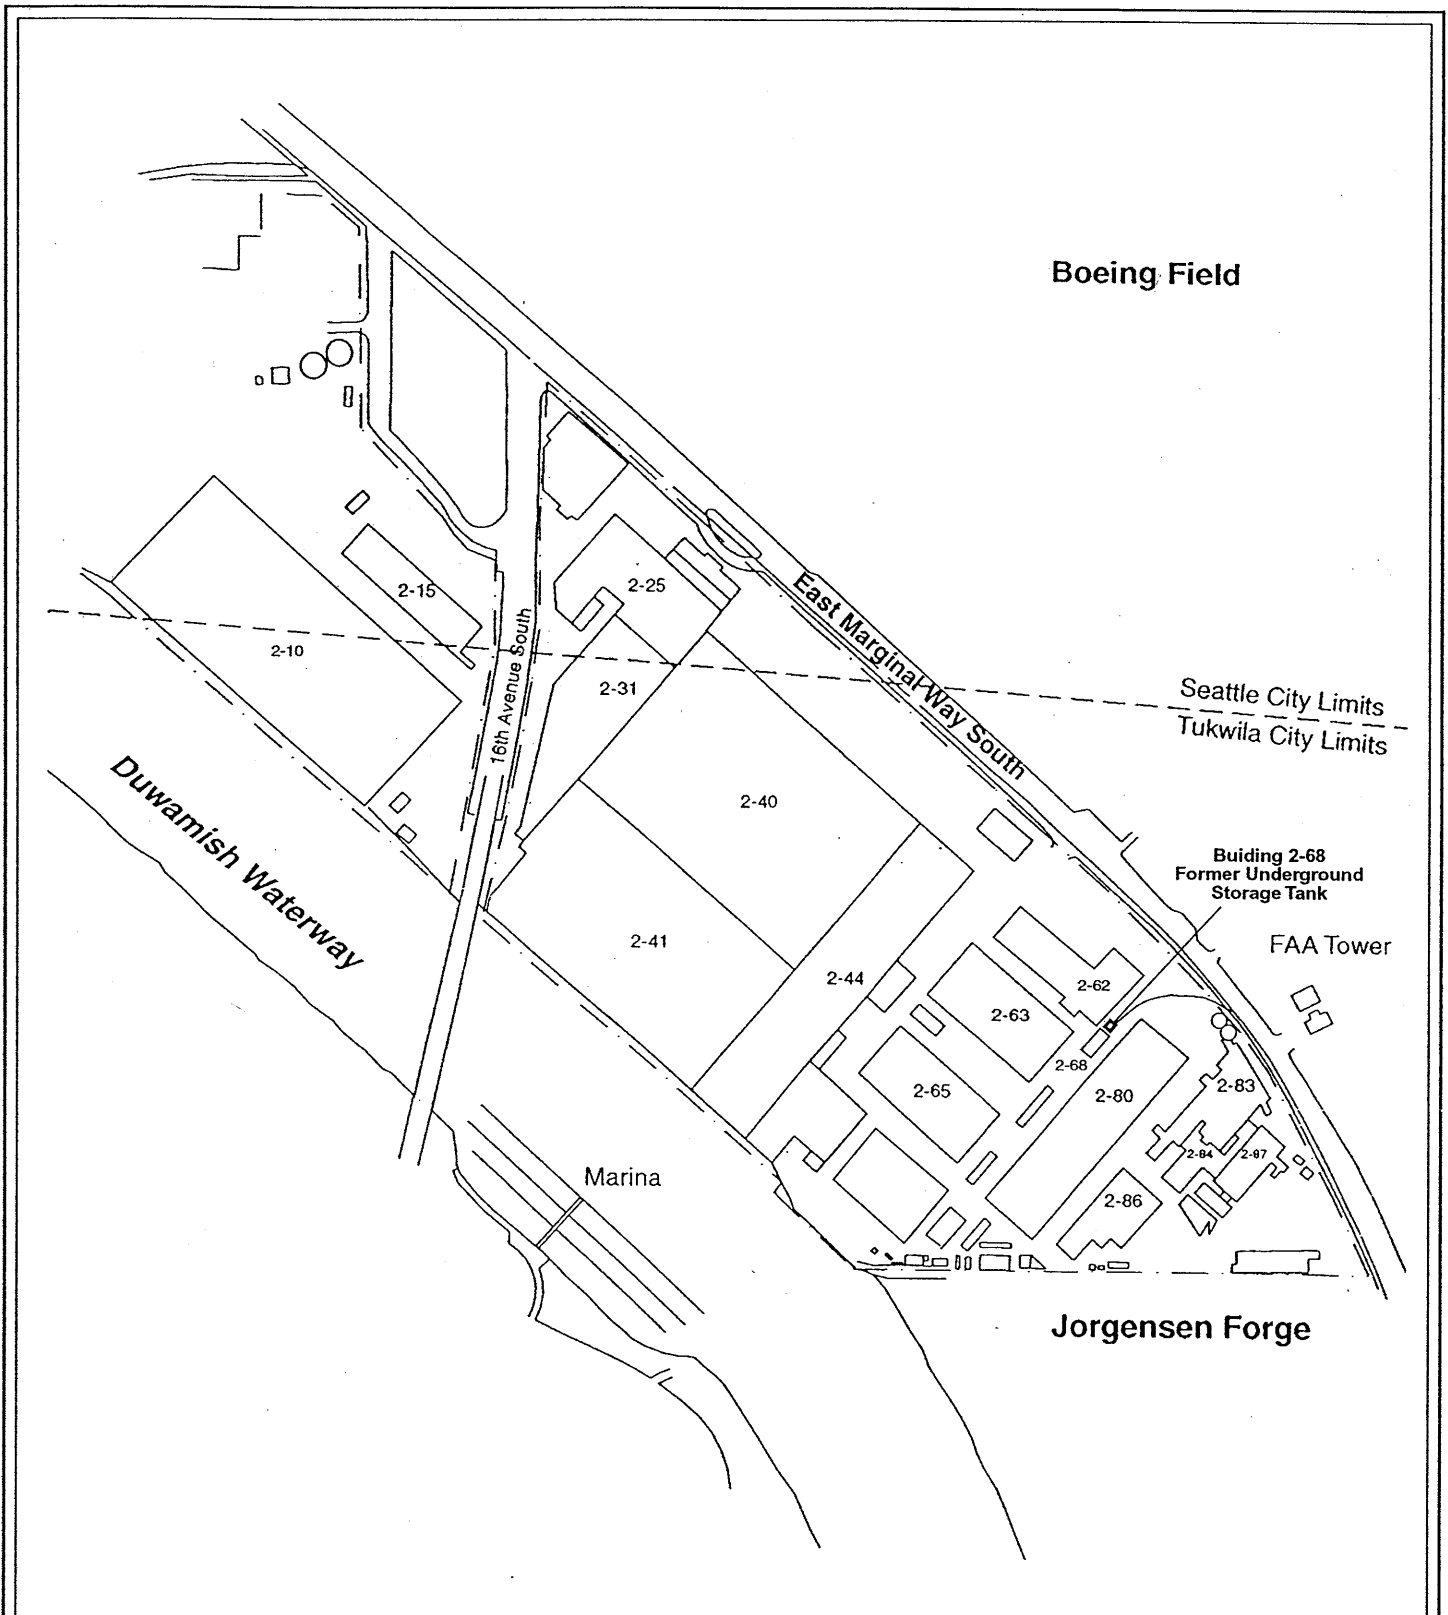 Boeing Field
2-15
2-25
2-10
2-31
16th Avenue South
East Marginal Way South
Seattle City Limits
Tukwila City Limits
Duwamish Waterway
2-40
Buiding 2-68
Former Underground
Storage Tank
FAA Tower
2-41
2-44
2-62
2-63
2-68
2-65
2-80
2-83
2-84
2-87
2-86
Marina
Jorgensen Forge